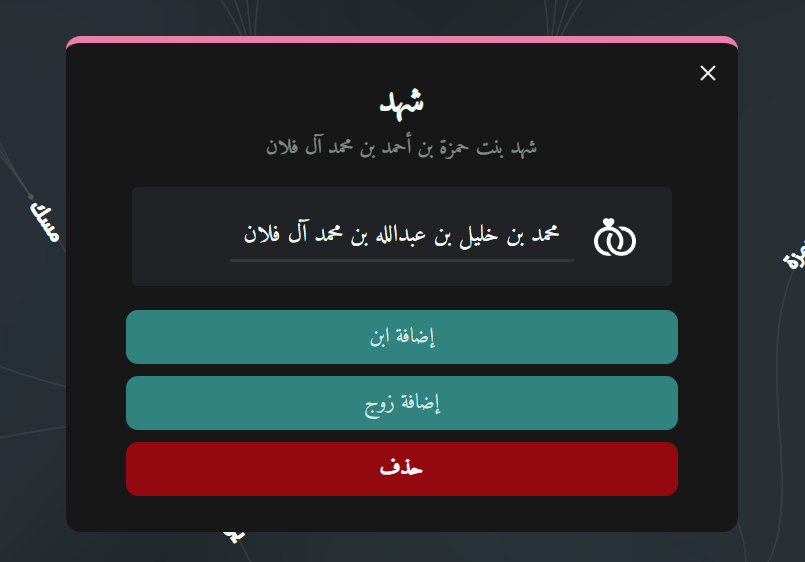 شهد
شهد بنت حمزة بن أحمد بن محمد آل فلان
محمد بن خليل بن عبدالله بن محمد آل فلان
مسك
إضافة ابن
إضافة زوج
حذف